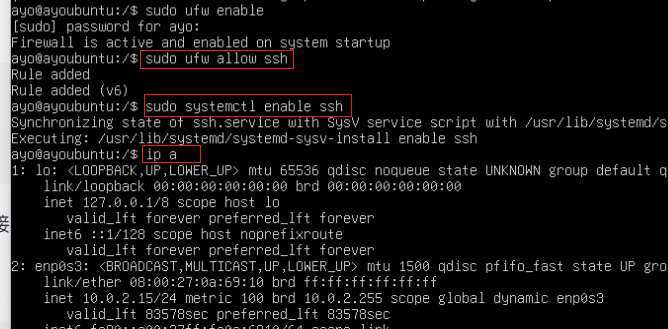 ayo@ayoubuntu:/$ sudo ufw enable
[sudo] password for ayo:
Firewall is active and enabled on system startup
ayo@ayoubuntu:/$ sudo ufw allow ssh
Rule added
Rule added (v6)
ayo@ayoubuntu:/$ sudo systemctl enable ssh
Synchronizing state of ssh.service with SysV service script with /usr/lib/systemd/s
Executing: /usr/lib/systemd/systemd-sysv-install enable ssh
ayo@ayoubuntu:/$ ip a
1: lo: <LOOPBACK,UP,LOWER_UP> mtu 65536 qdisc noqueue state UNKNOWN group default q
link/loopback 00:00:00:00:00:00 brd 00:00:00:00:00:00
inet 127.0.0.1/8 scope host lo
valid_lft forever preferred_lft forever
接
inet6 ::1/128 scope host noprefixroute
valid_lft forever preferred_lft forever
2: enp0s3: <BROADCAST,MULTICAST,UP,LOWER_UP> mtu 1500 qdisc pfifo_fast state UP gro
link/ether 08:00:27:0a:69:10 brd ff:ff:ff:ff:ff:ff
inet 10.0.2.15/24 metric 100 brd 10.0.2.255 scope global dynamic enp0s3
valid_lft 83578sec preferred_lft 83578sec